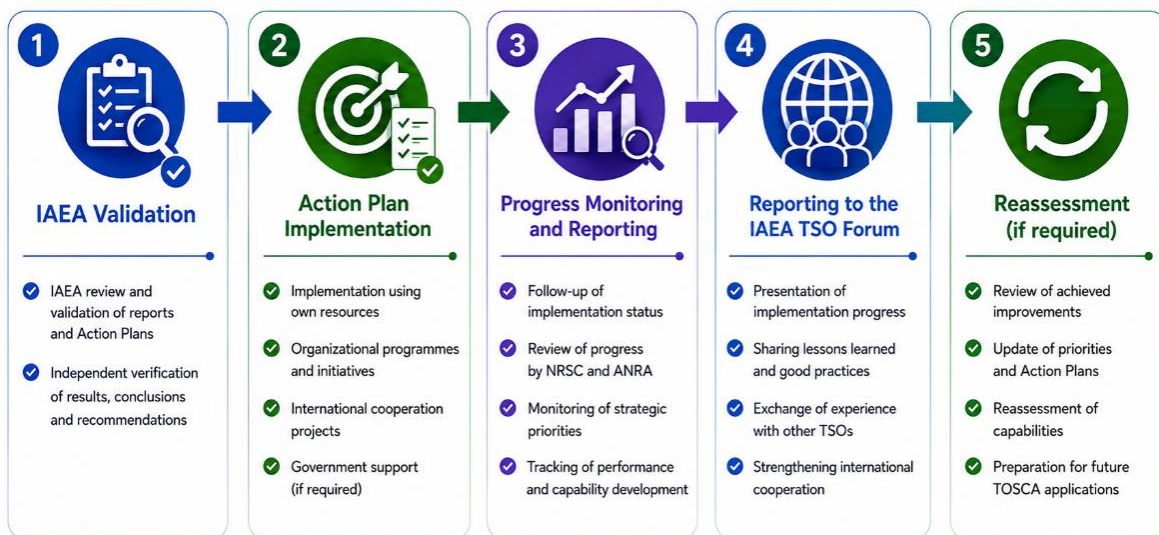 1
IAEA Validation
IAEA review and
validation of reports
and Action Plans
Independent verification
of results, conclusions
and recommendations
2
Action Plan
Implementation
Implementation using
own resources
Organizational programmes
and initiatives
International cooperation
projects
Government support
(if required)
3
Progress Monitoring
and Reporting
Follow-up of
implementation status
Review of progress
by NRSC and ANRA
Monitoring of strategic
priorities
Tracking of performance
and capability development
4
Reporting to the
IAEA TSO Forum
Presentation of
implementation progress
Sharing lessons learned
and good practices
Exchange of experience
with other TSOs
Strengthening international
cooperation
5
Reassessment
(if required)
Review of achieved
improvements
Update of priorities
and Action Plans
Reassessment of
capabilities
Preparation for future
TOSCA applications